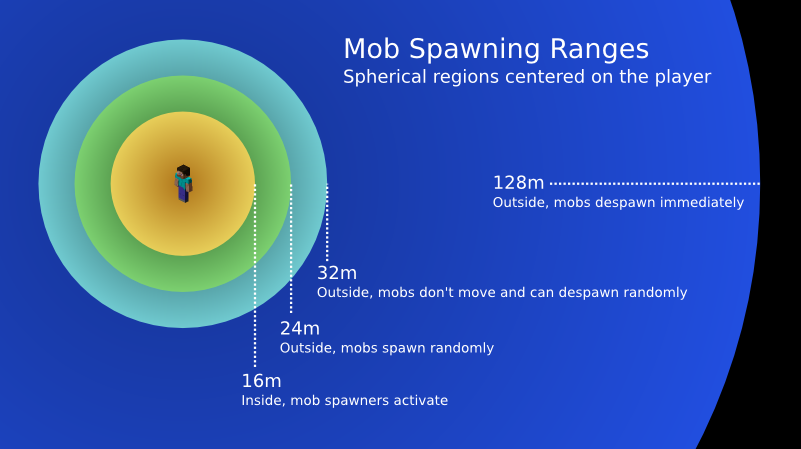 Mob Spawning Ranges
Spherical regions centered on the player
128m
Outside, mobs despawn immediately
32m
Outside, mobs don't move and can despawn randomly
24m
Outside, mobs spawn randomly
16m
Inside, mob spawners activate